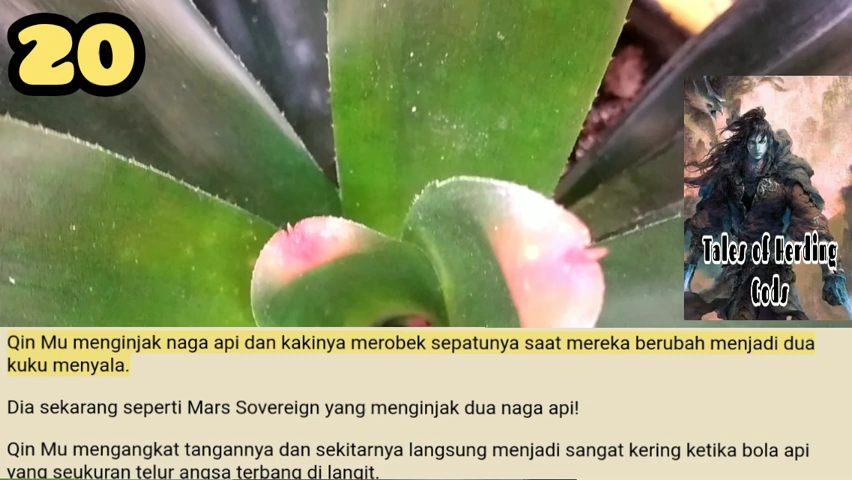 20
Tales of Herding
Gods
Qin Mu menginjak naga api dan kakinya merobek sepatunya saat mereka berubah menjadi dua
kuku menyala.
Dia sekarang seperti Mars Sovereign yang menginjak dua naga api!
Qin Mu mengangkat tangannya dan sekitarnya langsung menjadi sangat kering ketika bola api
yang seukuran telur angsa terbang di langit.